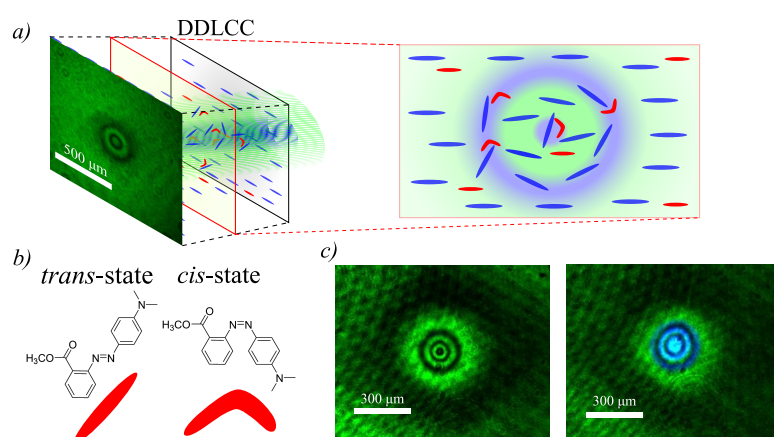 a)
DDLCC
500 μm
b)
trans-state
cis-state
c)
N
O
H₃CO
N=N
O
H₃CO
N=N
N
300 μm
300 μm